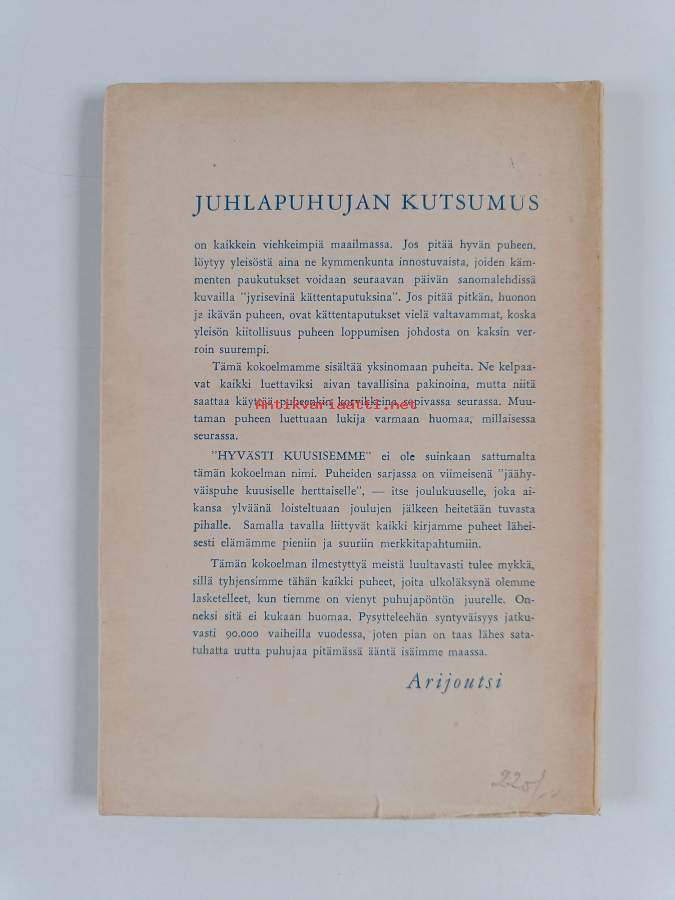 JUHLAPUHUJAN KUTSUMUS
on kaikkein viehkeimpiä maailmassa. Jos pitää hyvän puheen,
löytyy yleisöstä aina ne kymmenkunta innostuvaista, joiden käm-
menten paukutukset voidaan seuraavan päivän sanomalehdissä
kuvailla "jyrisevinä kättentaputuksina". Jos pitää pitkän, huonon
ja ikävän puheen, ovat kättentaputukset vielä valtavammat, koska
yleisön kiitollisuus puheen loppumisen johdosta on kaksin ver-
roin suurempi.
Tämä kokoelmamme sisältää yksinomaan puheita. Ne kelpaa-
vat kaikki luettaviksi aivan tavallisina pakinoina, mutta niitä
saattaa käyttää puheenkin korvikkeina sopivassa seurassa. Muu-
Antikvariaatti.net
taman puheen luettuaan lukija varmaan huomaa, millaisessa
seurassa.
"HYVÄSTI KUUSISEMME" ei ole suinkaan sattumalta
tämän kokoelman nimi. Puheiden sarjassa on viimeisenä "jäähy-
väispuhe kuusiselle herttaiselle", — itse joulukuuselle, joka ai-
kansa ylväänä loisteltuaan joulujen jälkeen heitetään tuvasta
pihalle. Samalla tavalla liittyvät kaikki kirjamme puheet lähei-
sesti elämämme pieniin ja suuriin merkkitapahtumiin.
Tämän kokoelman ilmestyttyä meistä luultavasti tulee mykkä,
sillä tyhjensimme tähän kaikki puheet, joita ulkoläksynä olemme
lasketelleet, kun tiemme on vienyt puhujapöntön juurelle. On-
neksi sitä ei kukaan huomaa. Pysytteleehän syntyväisyys jatku-
vasti 90.000 vaiheilla vuodessa, joten pian on taas lähes sata-
tuhatta uutta puhujaa pitämässä ääntä isäimme maassa.
Arijoutsi
220/..